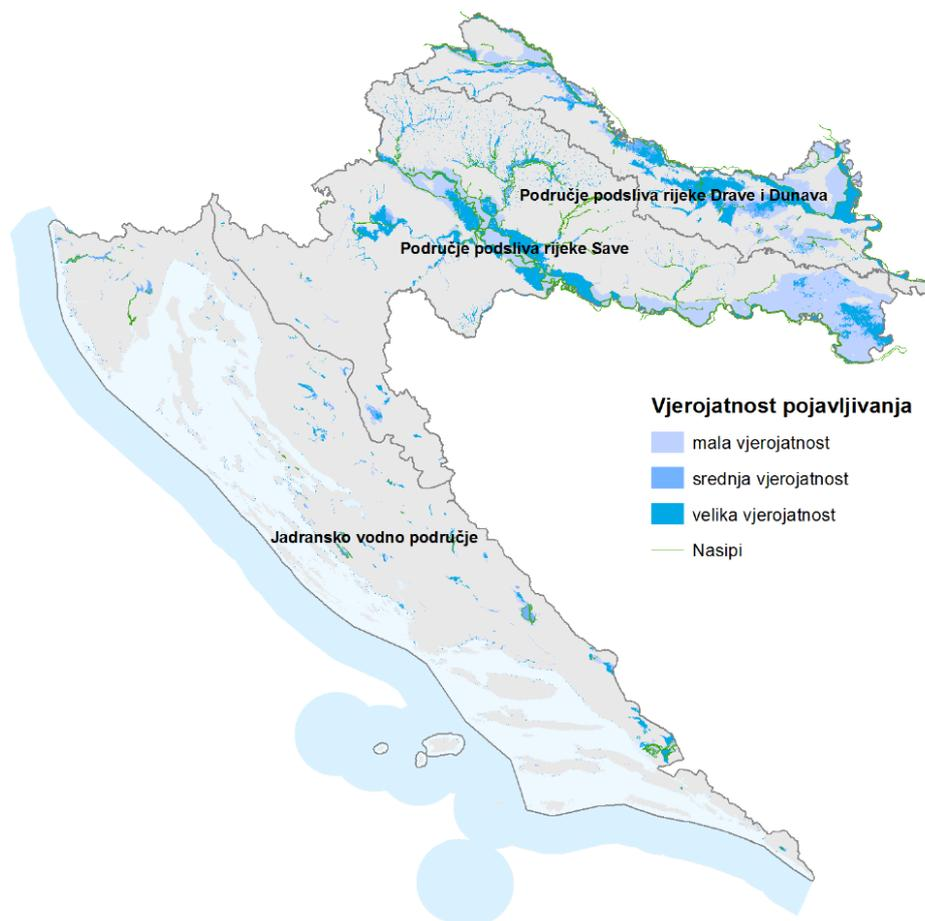 Područje podsliva rijeke Drave i Dunava
Područje podsliva rijeke Save
Vjerojatnost pojavljivanja
mala vjerojatnost
srednja vjerojatnost
velika vjerojatnost
Nasipi
Jadransko vodno područje